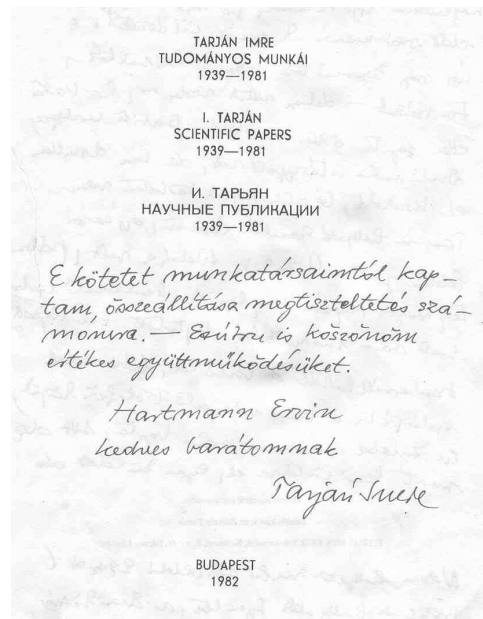 TARJÁN IMRE
TUDOMÁNYOS MUNKÁI
1939—1981
I. TARJÁN
SCIENTIFIC PAPERS
1939—1981
И. ТАРЬЯН
НАУЧНЫЕ ПУБЛИКАЦИИ
1939—1981
E kötetet munkatársaimtól kap-
tam, összeállítása megtiszteltetés szá-
momra. — Ezúton is köszönöm
értékes együttműködésüket.
Hartmann Ervin
kedves barátomnak
Tarján Imre
BUDAPEST
1982